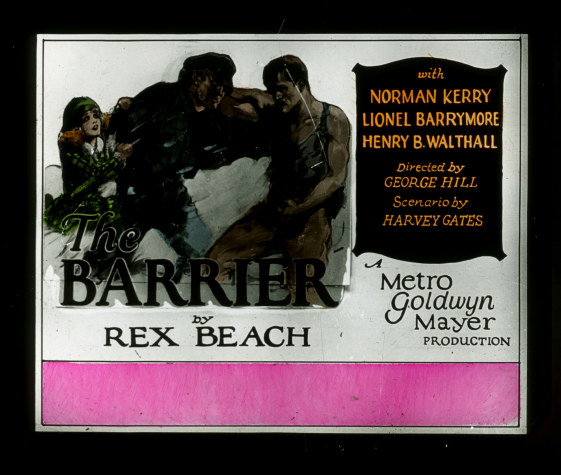 The
BARRIER
by
REX BEACH
with
NORMAN KERRY
LIONEL BARRYMORE
HENRY B. WALTHALL
Directed by
GEORGE HILL
Scenario by
HARVEY GATES
A
Metro
Goldwyn
Mayer
PRODUCTION